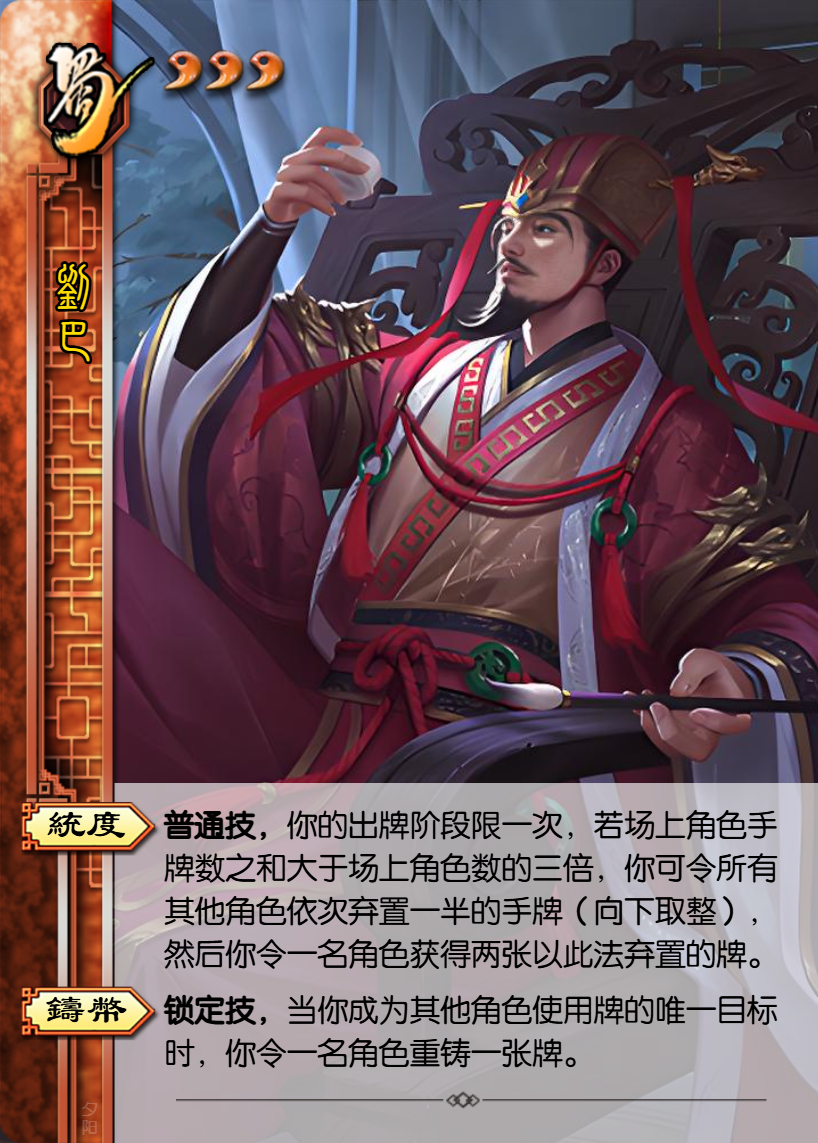 蜀
劉巴
統度
普通技，你的出牌阶段限一次，若场上角色手
牌数之和大于场上角色数的三倍，你可令所有
其他角色依次弃置一半的手牌（向下取整），
然后你令一名角色获得两张以此法弃置的牌。
鑄幣
锁定技，当你成为其他角色使用牌的唯一目标
时，你令一名角色重铸一张牌。
夕阳